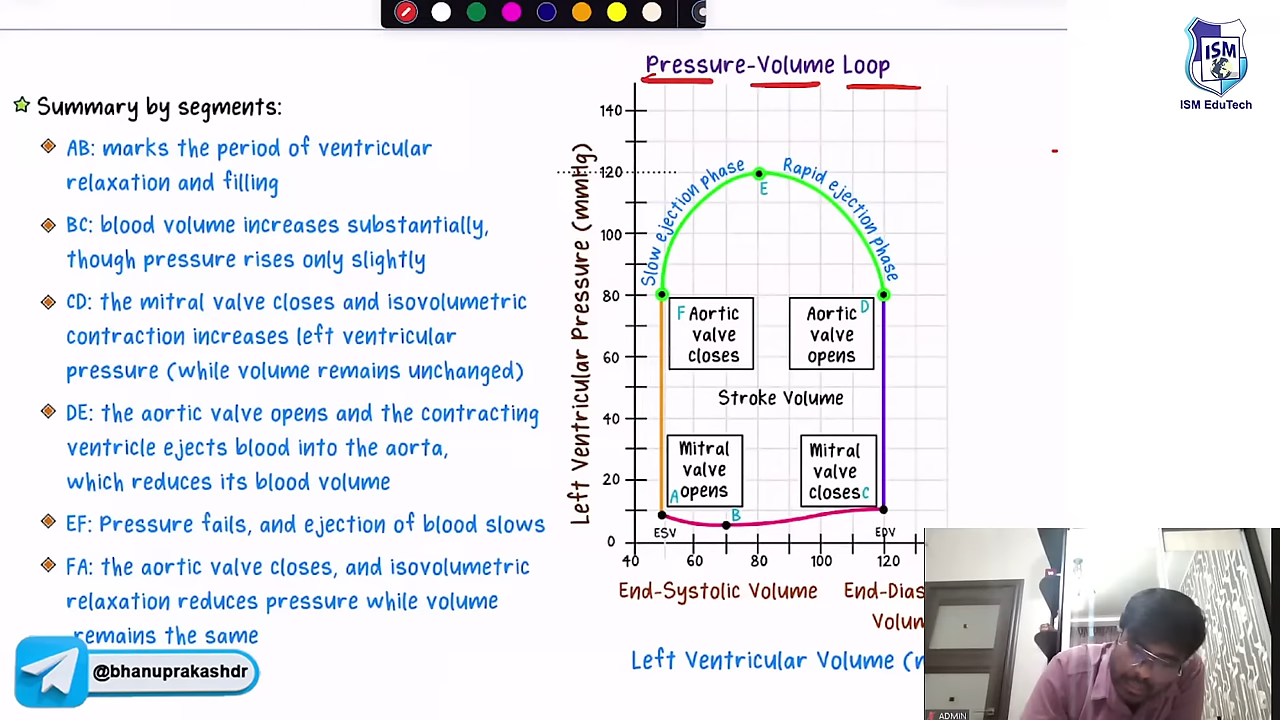 Pressure-Volume Loop
ISM
ISM EduTech
Summary by segments:
AB: marks the period of ventricular
relaxation and filling
BC: blood volume increases substantially,
though pressure rises only slightly
CD: the mitral valve closes and isovolumetric
contraction increases left ventricular
pressure (while volume remains unchanged)
DE: the aortic valve opens and the contracting
ventricle ejects blood into the aorta,
which reduces its blood volume
EF: Pressure fails, and ejection of blood slows
FA: the aortic valve closes, and isovolumetric
relaxation reduces pressure while volume
remains the same
@bhanuprakashdr
Left Ventricular Pressure (mmHg)
140
120
100
80
60
40
20
0
Slow ejection phase
Rapid ejection phase
E
F Aortic
valve
closes
Aortic D
valve
opens
Stroke Volume
Mitral
valve
A opens
Mitral
valve
closes C
B
ESV
EDV
40
60
80
100
120
End-Systolic Volume
End-Dias
Volum
Left Ventricular Volume (
ADMIN